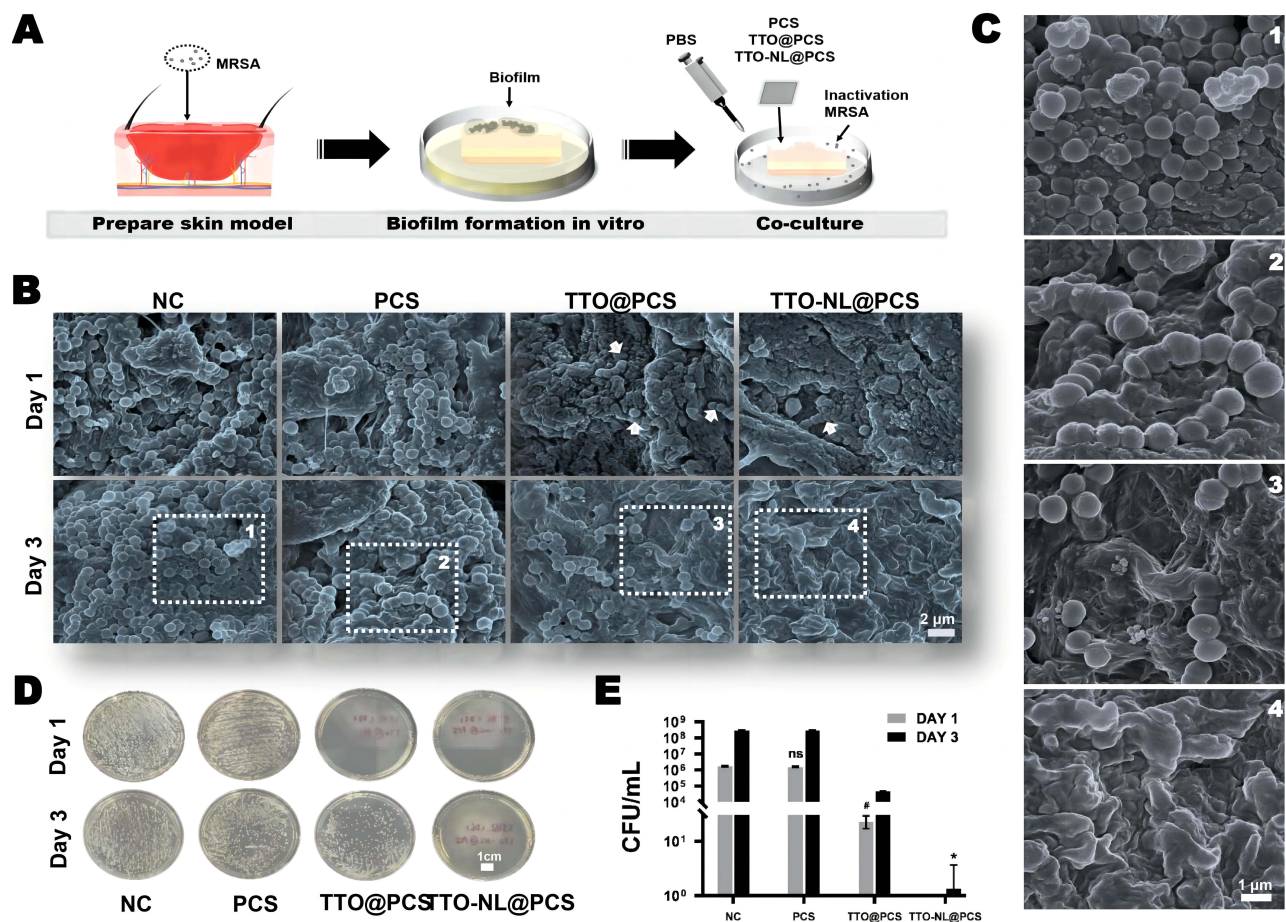 A
MRSA
Prepare skin model
Biofilm
Biofilm formation in vitro
PBS
PCS
TTO@PCS
TTO-NL@PCS
Inactivation
MRSA
Co-culture
B
NC
PCS
TTO@PCS
TTO-NL@PCS
Day 1
Day 3
1
2
3
4
2 μm
C
1
2
3
4
1 μm
D
Day 1
Day 3
1cm
NC
PCS
TTO@PCS
TTO-NL@PCS
E
CFU/mL
10⁹
10⁸
10⁷
10⁶
10⁵
10⁴
10¹
10⁰
DAY 1
DAY 3
ns
#
*
NC
PCS
TTO@PCS
TTO-NL@PCS